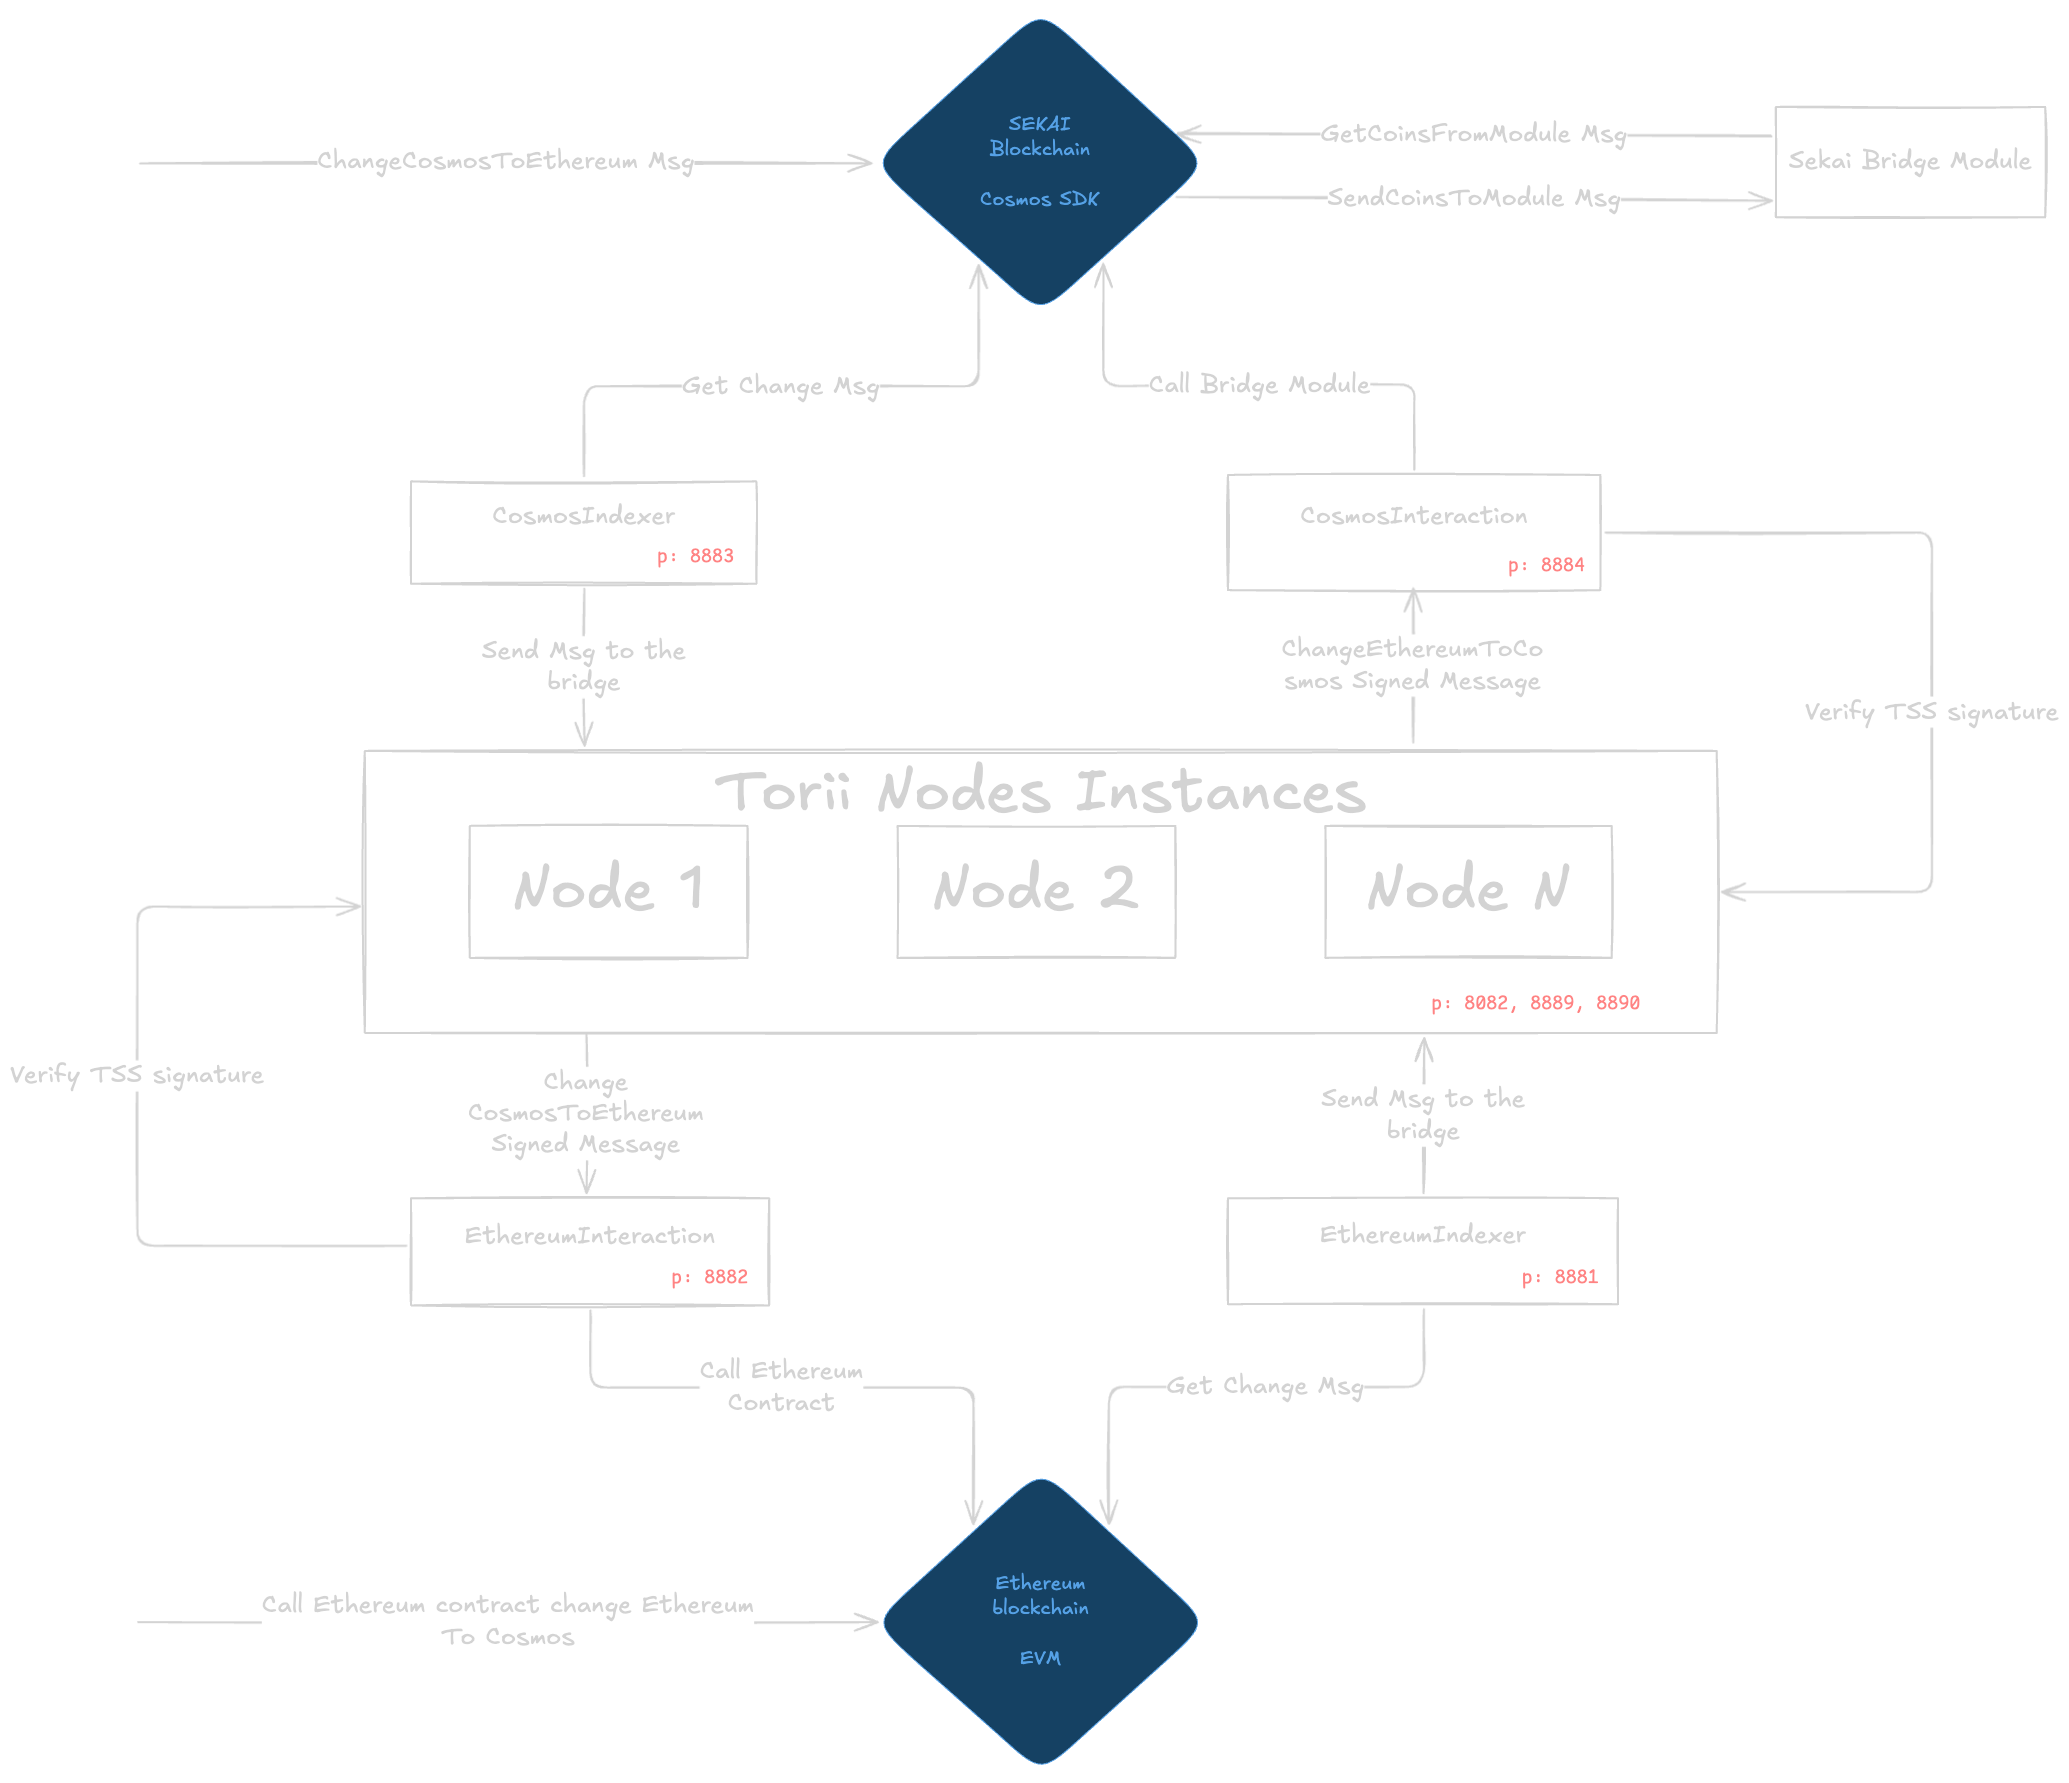 SEKAI
Blockchain
Cosmos SDK
ChangeCosmosToEthereum Msg
GetCoinsFromModule Msg
SendCoinsToModule Msg
Sekai Bridge Module
Get Change Msg
Call Bridge Module
CosmosIndexer
p: 8883
CosmosInteraction
p: 8884
Send Msg to the
bridge
ChangeEthereumToCo
smos Signed Message
Verify TSS signature
Torii Nodes Instances
Node 1
Node 2
Node N
p: 8082, 8889, 8890
Verify TSS signature
Change
CosmosToEthereum
Signed Message
Send Msg to the
bridge
EthereumInteraction
p: 8882
EthereumIndexer
p: 8881
Call Ethereum
Contract
Get Change Msg
Ethereum
blockchain
EVM
Call Ethereum contract change Ethereum
To Cosmos